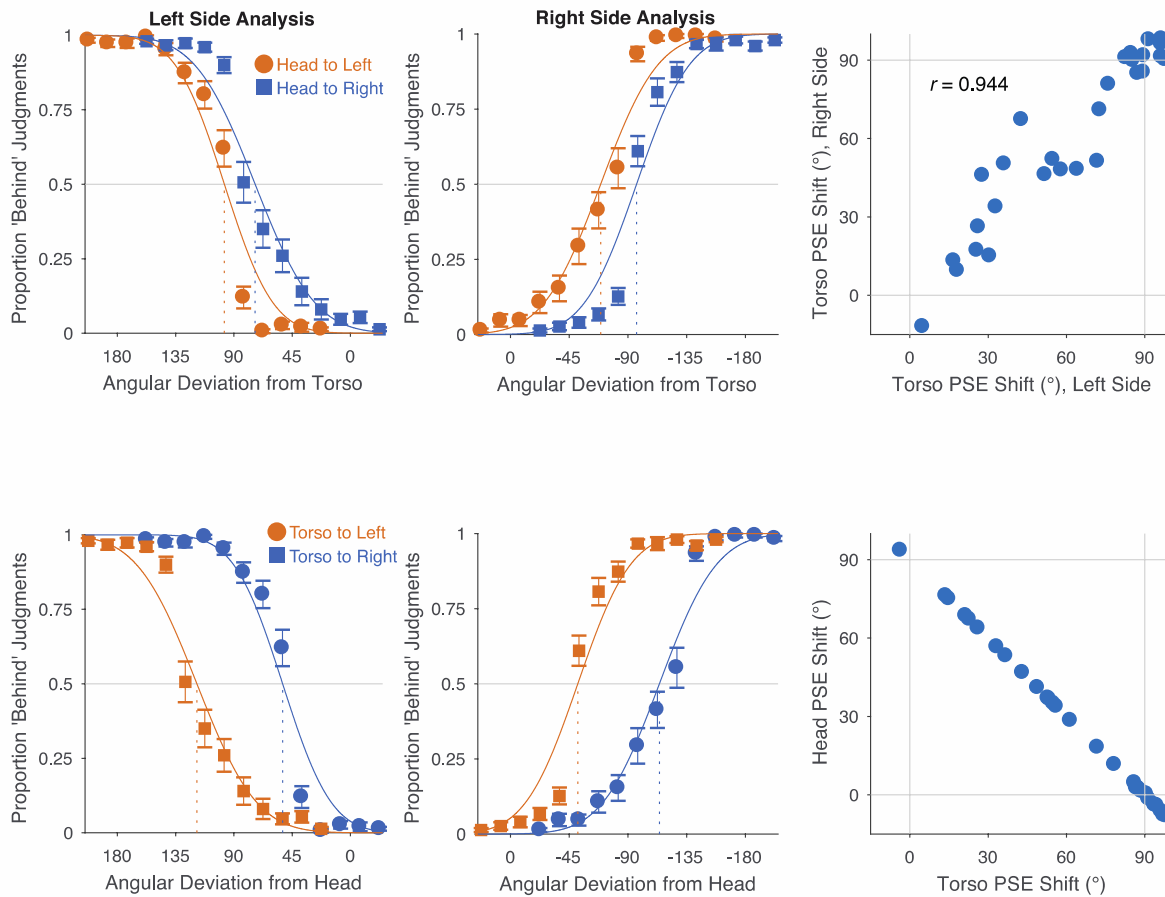 Left Side Analysis
Proportion 'Behind' Judgments
1
0.75
0.5
0.25
0
Head to Left
Head to Right
180 135 90 45 0
Angular Deviation from Torso
Right Side Analysis
Proportion 'Behind' Judgments
1
0.75
0.5
0.25
0
0 -45 -90 -135 -180
Angular Deviation from Torso
Torso PSE Shift (°), Right Side
90
60
30
0
r = 0.944
0 30 60 90
Torso PSE Shift (°), Left Side
Proportion 'Behind' Judgments
1
0.75
0.5
0.25
0
Torso to Left
Torso to Right
180 135 90 45 0
Angular Deviation from Head
Proportion 'Behind' Judgments
1
0.75
0.5
0.25
0
0 -45 -90 -135 -180
Angular Deviation from Head
Head PSE Shift (°)
90
60
30
0
0 30 60 90
Torso PSE Shift (°)